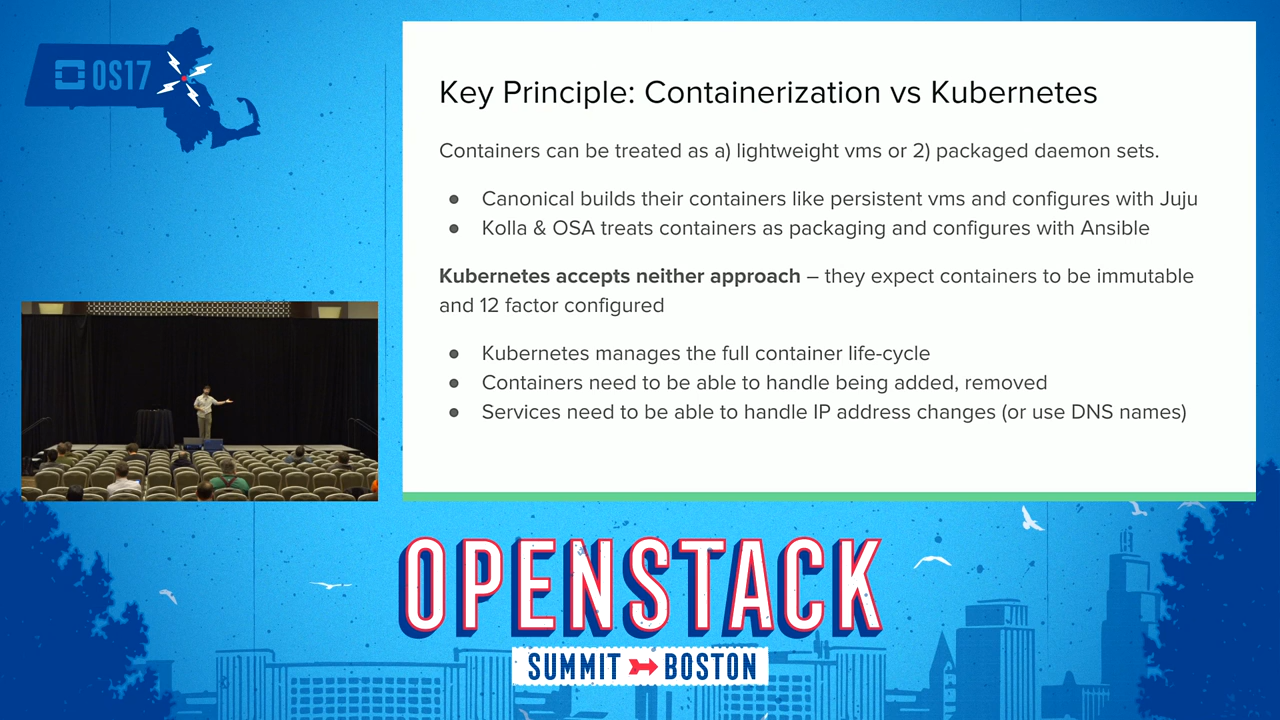 OS17
Key Principle: Containerization vs Kubernetes
Containers can be treated as a) lightweight vms or 2) packaged daemon sets.
● Canonical builds their containers like persistent vms and configures with Juju
● Kolla & OSA treats containers as packaging and configures with Ansible
Kubernetes accepts neither approach – they expect containers to be immutable
and 12 factor configured
● Kubernetes manages the full container life-cycle
● Containers need to be able to handle being added, removed
● Services need to be able to handle IP address changes (or use DNS names)
OPENSTACK
SUMMIT BOSTON